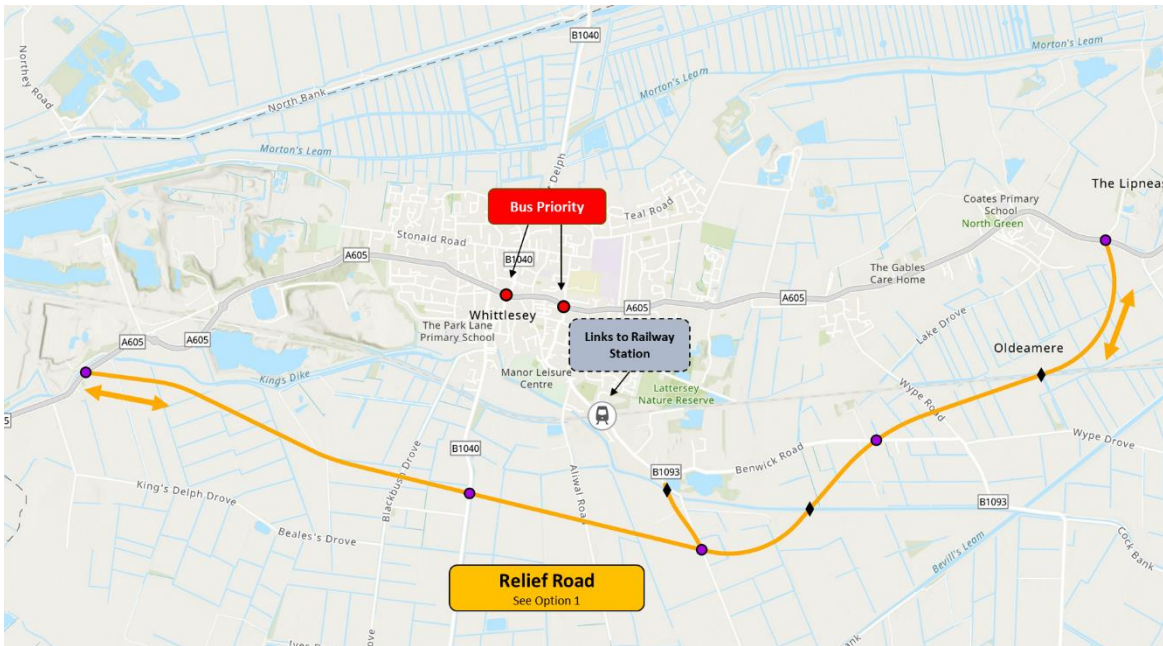 B1040
Northey Road
North Bank
Morton's Leam
Morton's Leam
Morton's Leam
Delph
The Lipneas
Bus Priority
Teal Road
Coates Primary
School
North Green
Stonald Road
A605
B1040
The Gables
Care Home
A605
A605
Whittlesey
The Park Lane
Primary School
Links to Railway
Station
Lake Drove
Oldeamere
A605
A605
King's Dike
Manor Leisure
Centre
Lattersey
Nature Reserve
Wype Road
05
B1040
Benwick Road
Wype Drove
Blackbush Drove
Aliwal Road
B1093
King's Delph Drove
B1093
Beales's Drove
Bevill's Leam
Cock Bank
Relief Road
See Option 1